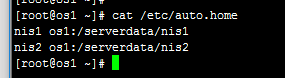 [root@os1 ~]# cat /etc/auto.home
nis1 os1:/serverdata/nis1
nis2 os1:/serverdata/nis2
[root@os1 ~]#